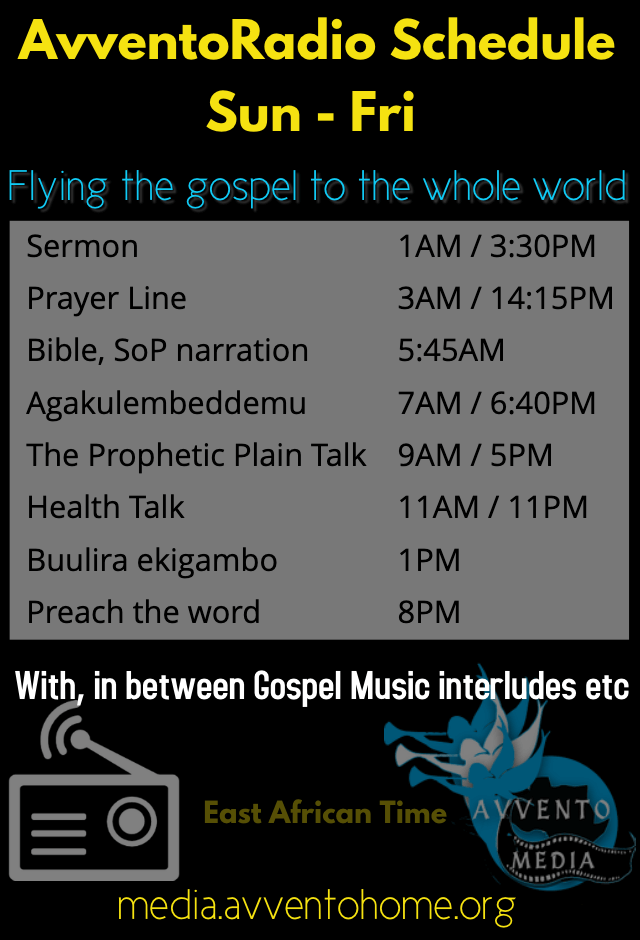 AvventoRadio Schedule
Sun - Fri
Flying the gospel to the whole world
Sermon 1AM / 3:30PM
Prayer Line 3AM / 14:15PM
Bible, SoP narration 5:45AM
Agakulembeddemu 7AM / 6:40PM
The Prophetic Plain Talk 9AM / 5PM
Health Talk 11AM / 11PM
Buulira ekigambo 1PM
Preach the word 8PM
With, in between Gospel Music interludes etc
East African Time
AVVENTO
MEDIA
media.avventohome.org